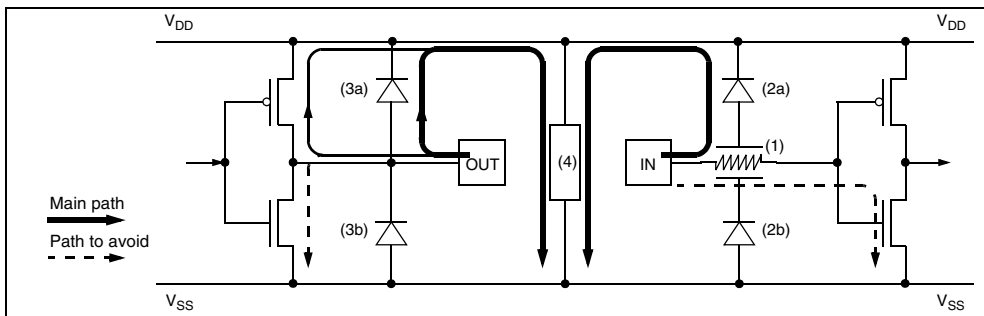 VDD VDD
(3a) (2a)
(1)
OUT (4) IN
Main path
(3b) (2b)
Path to avoid
VSS VSS